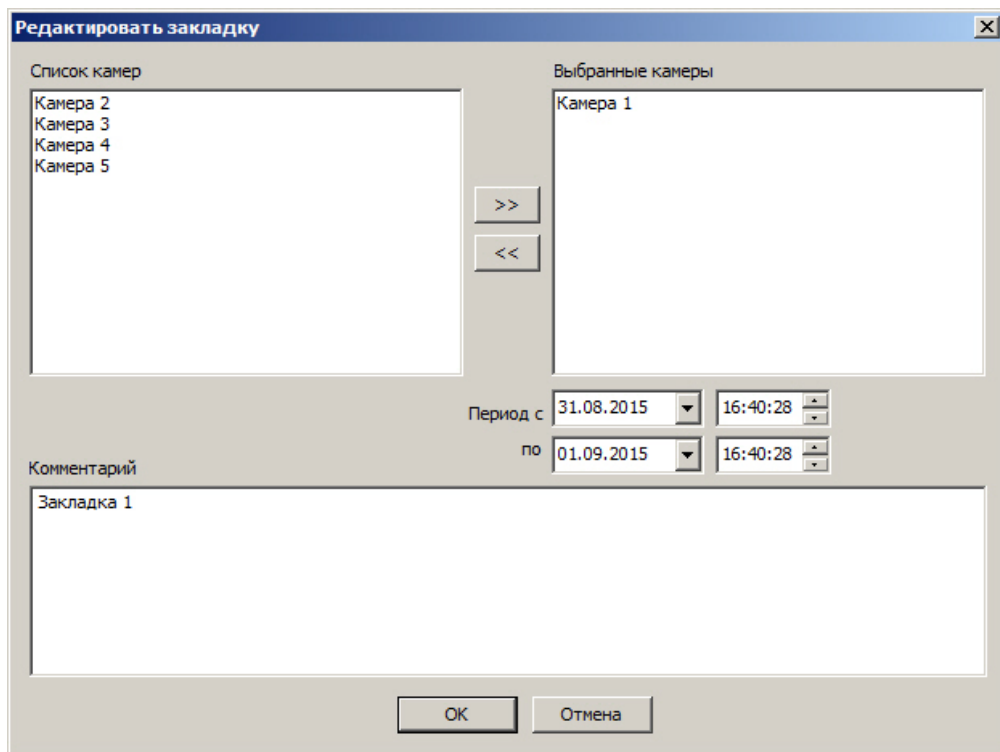 Редактировать закладку
Список камер
Камера 2
Камера 3
Камера 4
Камера 5
>>
<<
Выбранные камеры
Камера 1
Период с 31.08.2015 16:40:28
по 01.09.2015 16:40:28
Комментарий
Закладка 1
OK Отмена